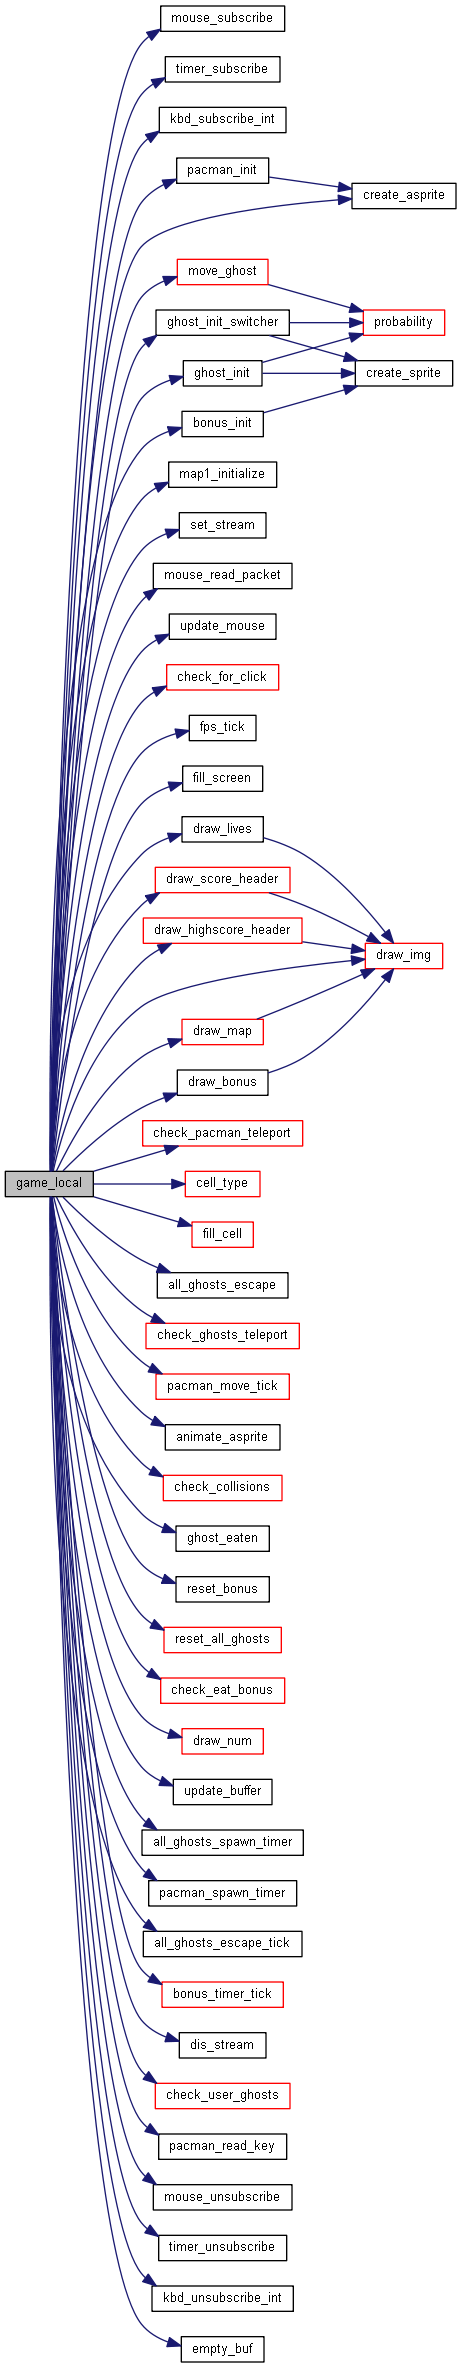 mouse_subscribe
timer_subscribe
kbd_subscribe_int
pacman_init
create_asprite
move_ghost
ghost_init_switcher
probability
ghost_init
create_sprite
bonus_init
map1_initialize
set_stream
mouse_read_packet
update_mouse
check_for_click
fps_tick
fill_screen
draw_lives
draw_score_header
draw_highscore_header
draw_img
draw_map
draw_bonus
check_pacman_teleport
game_local
cell_type
fill_cell
all_ghosts_escape
check_ghosts_teleport
pacman_move_tick
animate_asprite
check_collisions
ghost_eaten
reset_bonus
reset_all_ghosts
check_eat_bonus
draw_num
update_buffer
all_ghosts_spawn_timer
pacman_spawn_timer
all_ghosts_escape_tick
bonus_timer_tick
dis_stream
check_user_ghosts
pacman_read_key
mouse_unsubscribe
timer_unsubscribe
kbd_unsubscribe_int
empty_buf